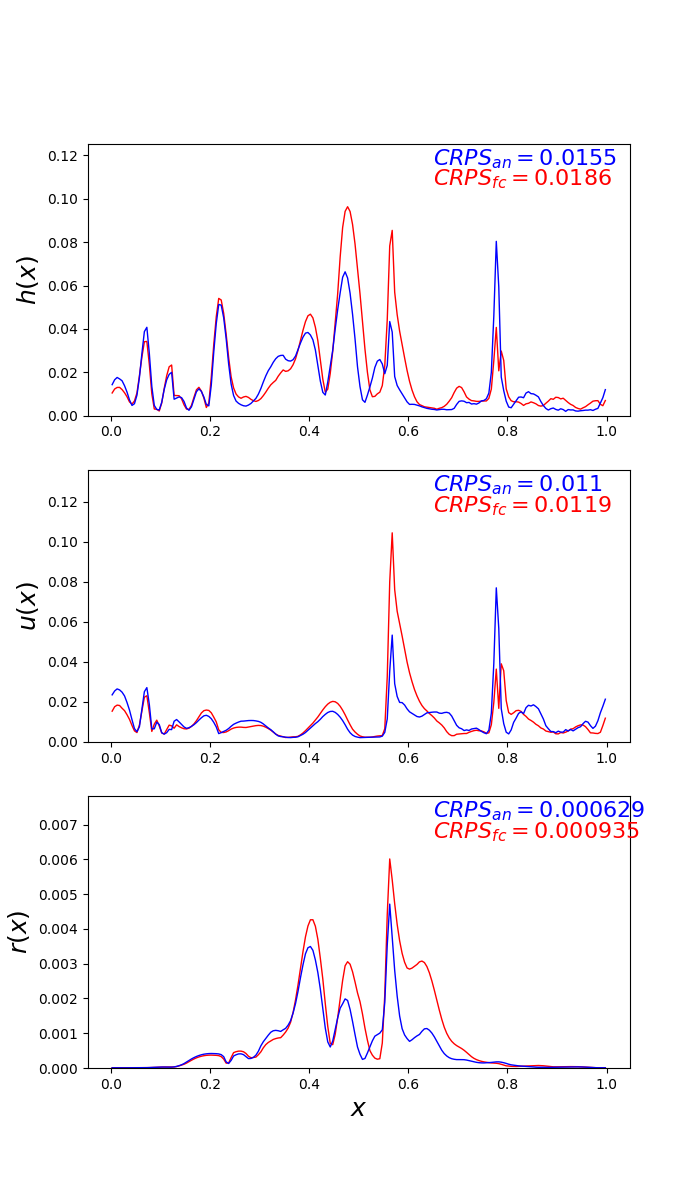 CRPS_an = 0.0155
CRPS_fc = 0.0186
0.12
0.10
0.08
0.06
0.04
0.02
0.00
h(x)
0.0 0.2 0.4 0.6 0.8 1.0
CRPS_an = 0.011
CRPS_fc = 0.0119
0.12
0.10
0.08
0.06
0.04
0.02
0.00
u(x)
0.0 0.2 0.4 0.6 0.8 1.0
CRPS_an = 0.000629
CRPS_fc = 0.000935
0.007
0.006
0.005
0.004
0.003
0.002
0.001
0.000
r(x)
0.0 0.2 0.4 0.6 0.8 1.0
x